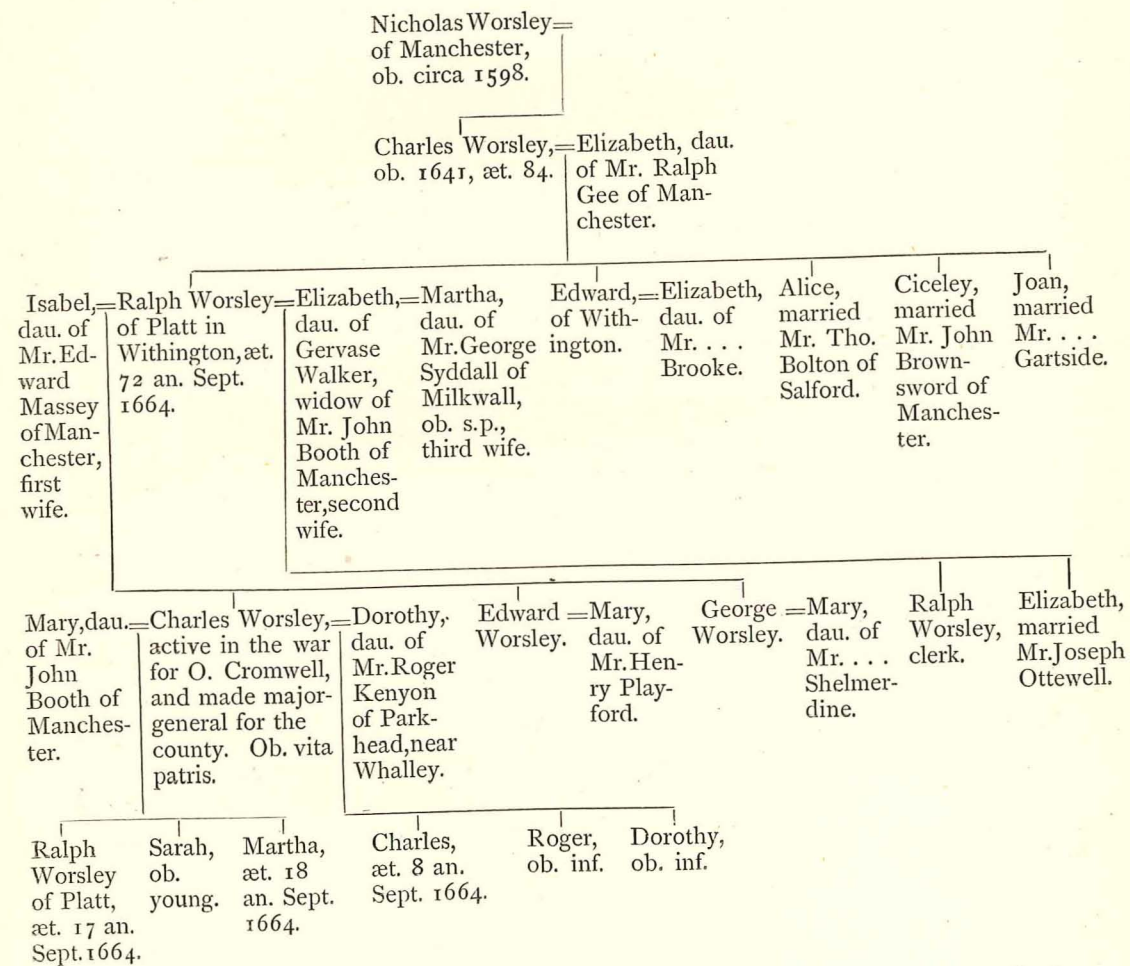 Nicholas Worsley=
of Manchester,
ob. circa 1598.
Charles Worsley,=
ob. 1641, æt. 84.
Elizabeth, dau.
of Mr. Ralph
Gee of Man-
chester.
Isabel,=
dau. of
Mr. Ed-
ward
Massey
of Man-
chester,
first
wife.
Ralph Worsley=
of Platt in
Withington, æt.
72 an. Sept.
1664.
Elizabeth,=
dau. of
Gervase
Walker,
widow of
Mr. John
Booth of
Manches-
ter, second
wife.
Martha,
dau. of
Mr. George
Syddall of
Milkwall,
ob. s.p.,
third wife.
Edward,=
of With-
ington.
Elizabeth,
dau. of
Mr. . . .
Brooke.
Alice,
married
Mr. Tho.
Bolton of
Salford.
Ciceley,
married
Mr. John
Brown-
sword of
Manches-
ter.
Joan,
married
Mr. . . .
Gartside.
Mary, dau.=
of Mr.
John
Booth of
Manches-
ter.
Charles Worsley,=
active in the war
for O. Cromwell,
and made major-
general for the
county. Ob. vita
patris.
Dorothy,
dau. of
Mr. Roger
Kenyon
of Park-
head, near
Whalley.
Edward =
Worsley.
Mary,
dau. of
Mr. Hen-
ry Play-
ford.
George =
Worsley.
Mary,
dau. of
Mr. . . .
Shelmer-
dine.
Ralph
Worsley,
clerk.
Elizabeth,
married
Mr. Joseph
Ottewell.
Ralph
Worsley
of Platt,
æt. 17 an.
Sept. 1664.
Sarah,
ob.
young.
Martha,
æt. 18
an. Sept.
1664.
Charles,
æt. 8 an.
Sept. 1664.
Roger,
ob. inf.
Dorothy,
ob. inf.